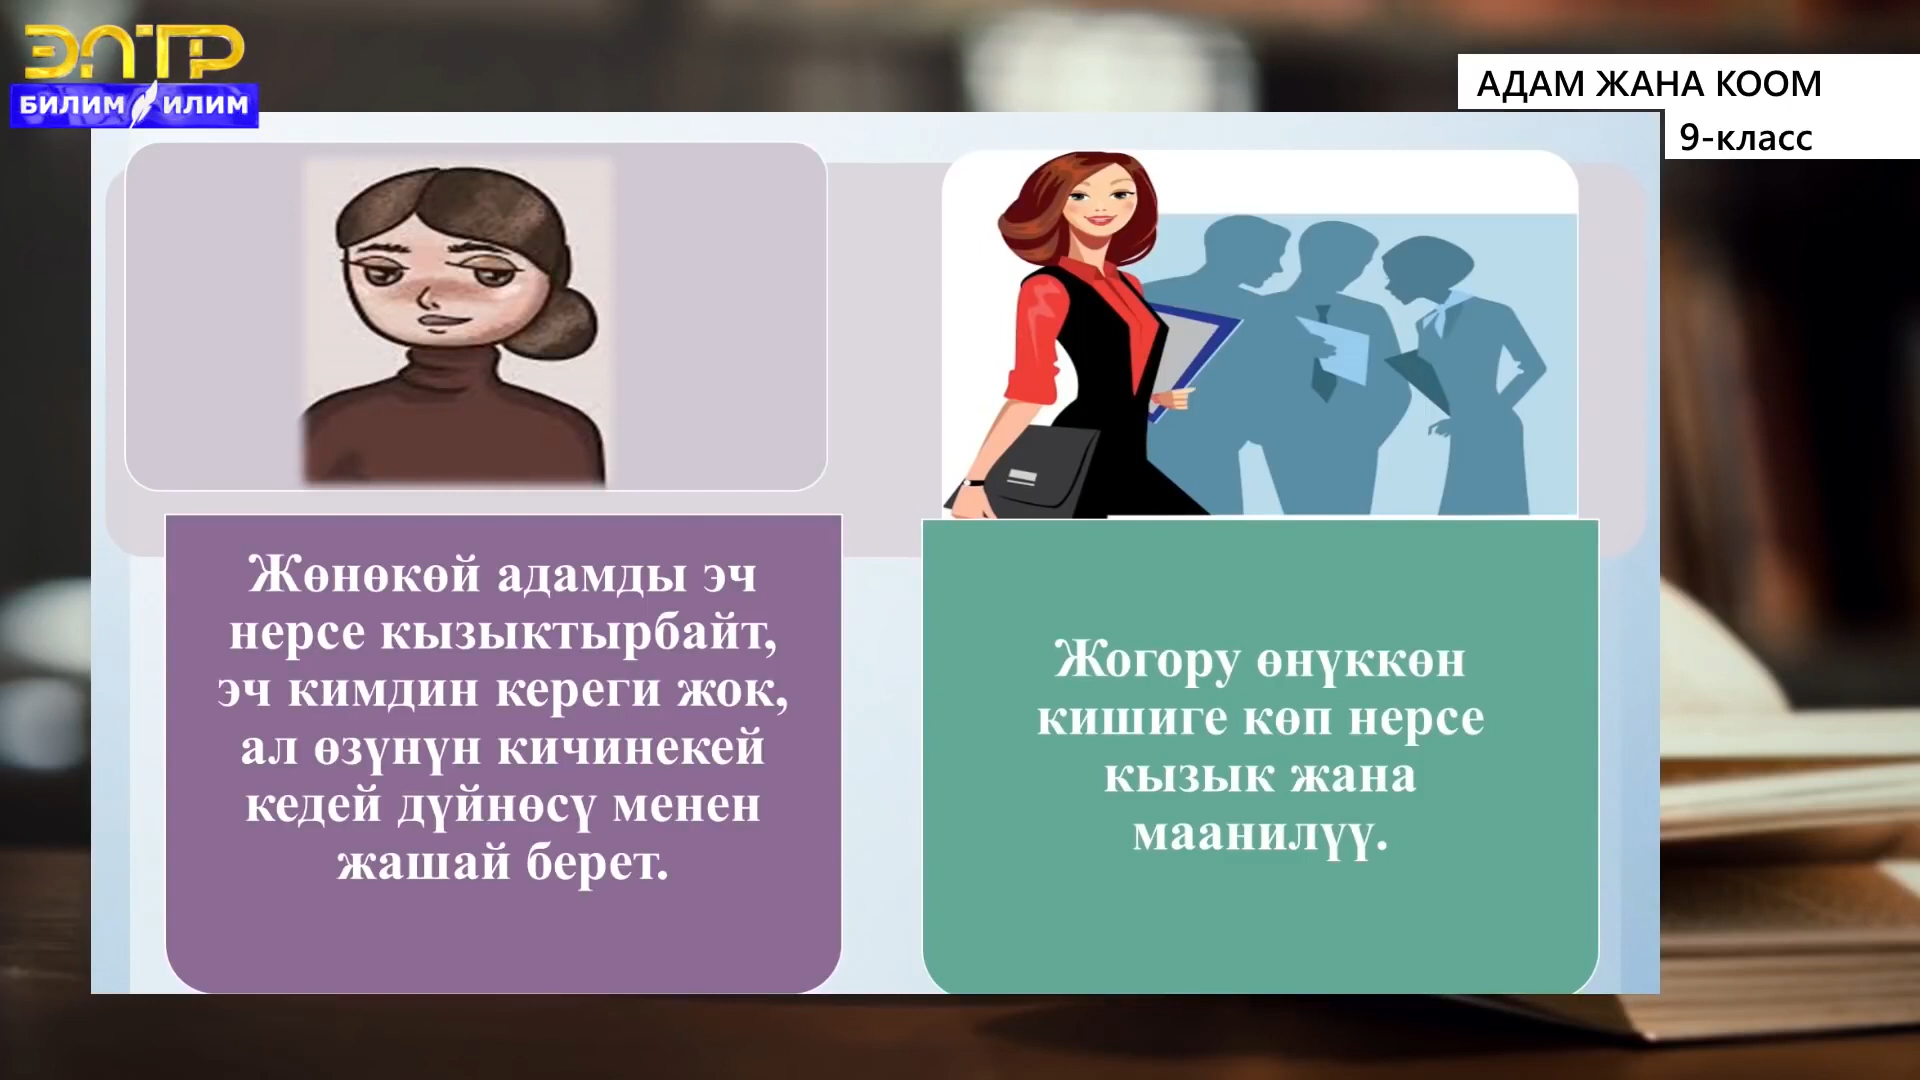 ЭЛТР
БИЛИМ ИЛИМ
АДАМ ЖАНА КООМ
9-класс
Жөнөкөй адамды эч
нерсе кызыктырбайт,
эч кимдин кереги жок,
ал өзүнүн кичинекей
кедей дүйнөсү менен
жашай берет.
Жогору өнүккөн
кишиге көп нерсе
кызык жана
маанилүү.